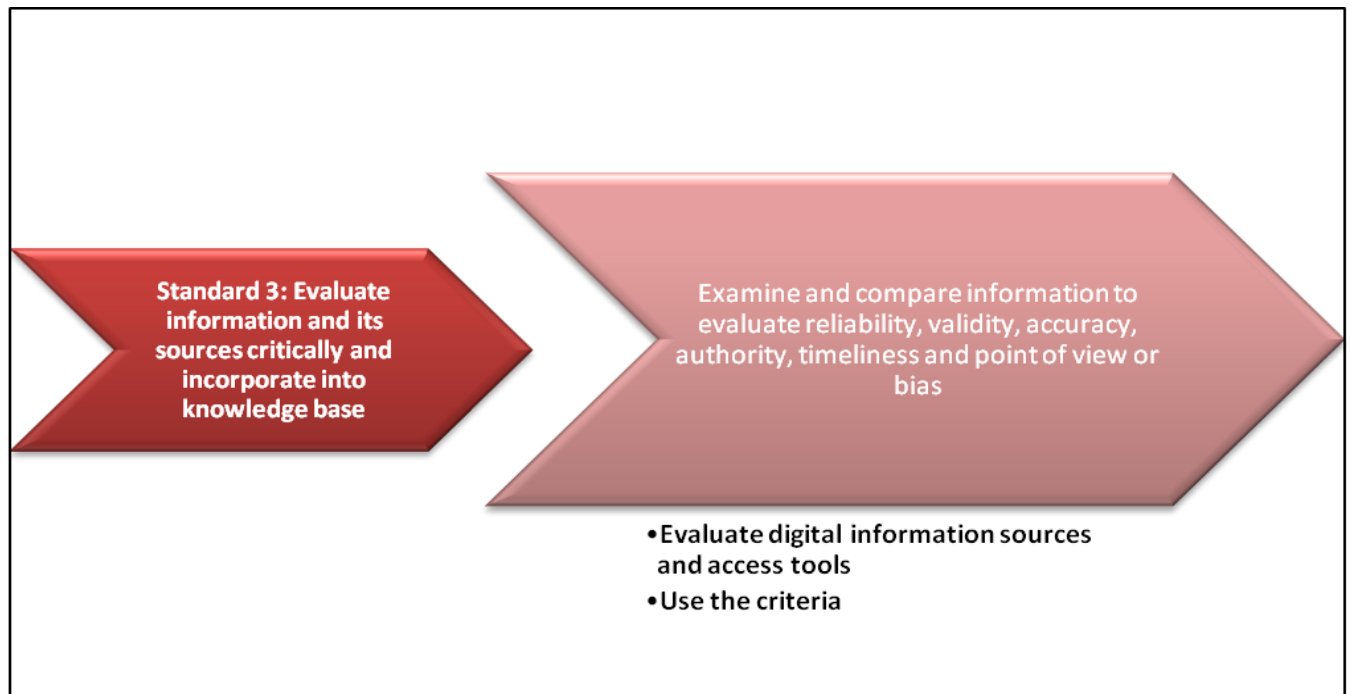 Standard 3: Evaluate
information and its
sources critically and
incorporate into
knowledge base
Examine and compare information to
evaluate reliability, validity, accuracy,
authority, timeliness and point of view or
bias
•Evaluate digital information sources
and access tools
•Use the criteria